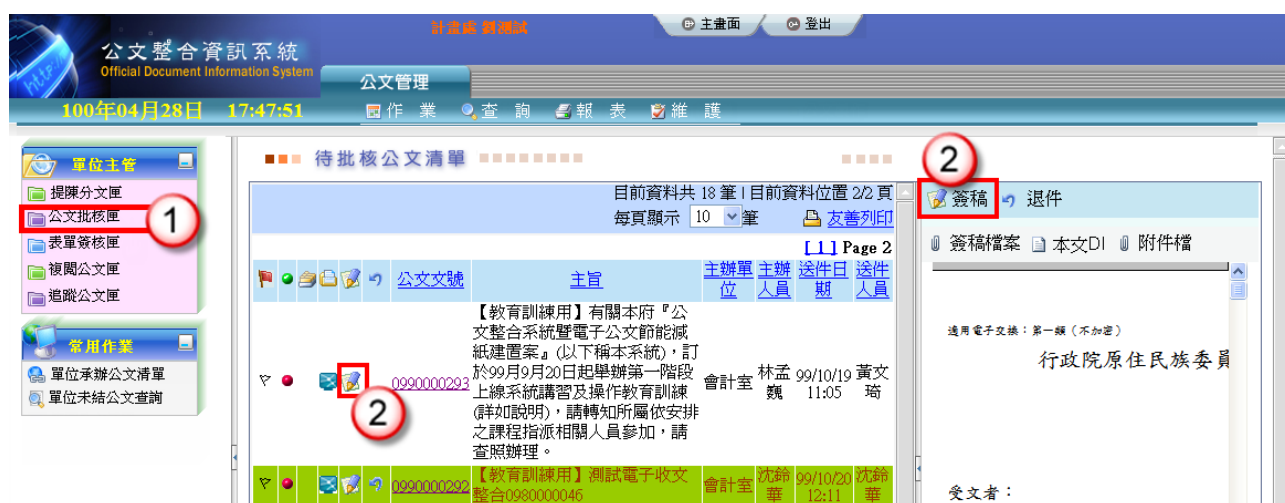 計畫處 劉測試
主畫面
登出
公文整合資訊系統
Official Document Information System
公文管理
100年04月28日 17:47:51
作 業
查 詢
報 表
維 護
單位主管
提陳分文匣
公文批核匣
表單簽核匣
複閱公文匣
追蹤公文匣
1
常用作業
單位承辦公文清單
單位未結公文查詢
待批核公文清單
目前資料共 18 筆 | 目前資料位置 2/2 頁
每頁顯示 10 筆 友善列印
[ 1 ] Page 2
公文文號
主旨
主辦單位
主辦人員
送件日期
送件人員
0990000293
【教育訓練用】有關本府『公
文整合系統暨電子公文節能減
紙建置案』(以下稱本系統)，訂
於99月9月20日起舉辦第一階段
上線系統講習及操作教育訓練
(詳如說明)，請轉知所屬依安排
之課程指派相關人員參加，請
查照辦理。
會計室
林孟巍
99/10/19
11:05
黃文琦
2
0990000292
【教育訓練用】測試電子收文
整合0980000046
會計室
沈鈴華
99/10/20
12:11
沈鈴華
2
簽稿
退件
簽稿檔案
本文DI
附件檔
適用電子交換：第一類（不加密）
行政院原住民族委員
受文者：